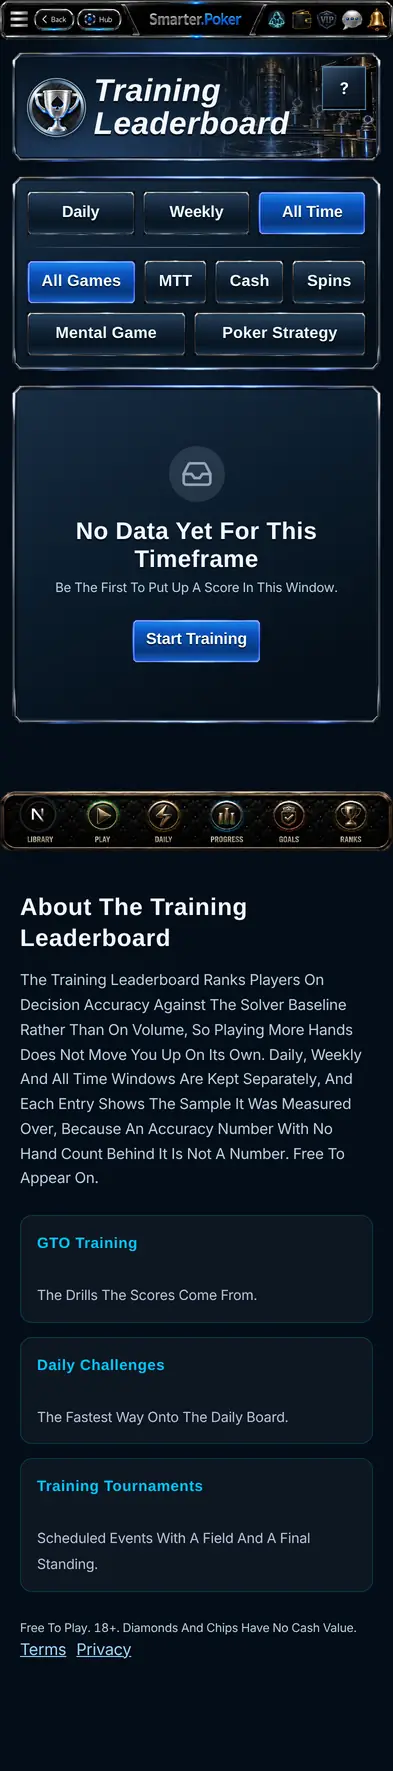 Back
Hub
Smarter.Poker
VIP
Training
Leaderboard
?
Daily
Weekly
All Time
All Games
MTT
Cash
Spins
Mental Game
Poker Strategy
No Data Yet For This
Timeframe
Be The First To Put Up A Score In This Window.
Start Training
N
LIBRARY
PLAY
DAILY
PROGRESS
GOALS
RANKS
About The Training
Leaderboard
The Training Leaderboard Ranks Players On
Decision Accuracy Against The Solver Baseline
Rather Than On Volume, So Playing More Hands
Does Not Move You Up On Its Own. Daily, Weekly
And All Time Windows Are Kept Separately, And
Each Entry Shows The Sample It Was Measured
Over, Because An Accuracy Number With No
Hand Count Behind It Is Not A Number. Free To
Appear On.
GTO Training
The Drills The Scores Come From.
Daily Challenges
The Fastest Way Onto The Daily Board.
Training Tournaments
Scheduled Events With A Field And A Final
Standing.
Free To Play. 18+. Diamonds And Chips Have No Cash Value.
Terms Privacy